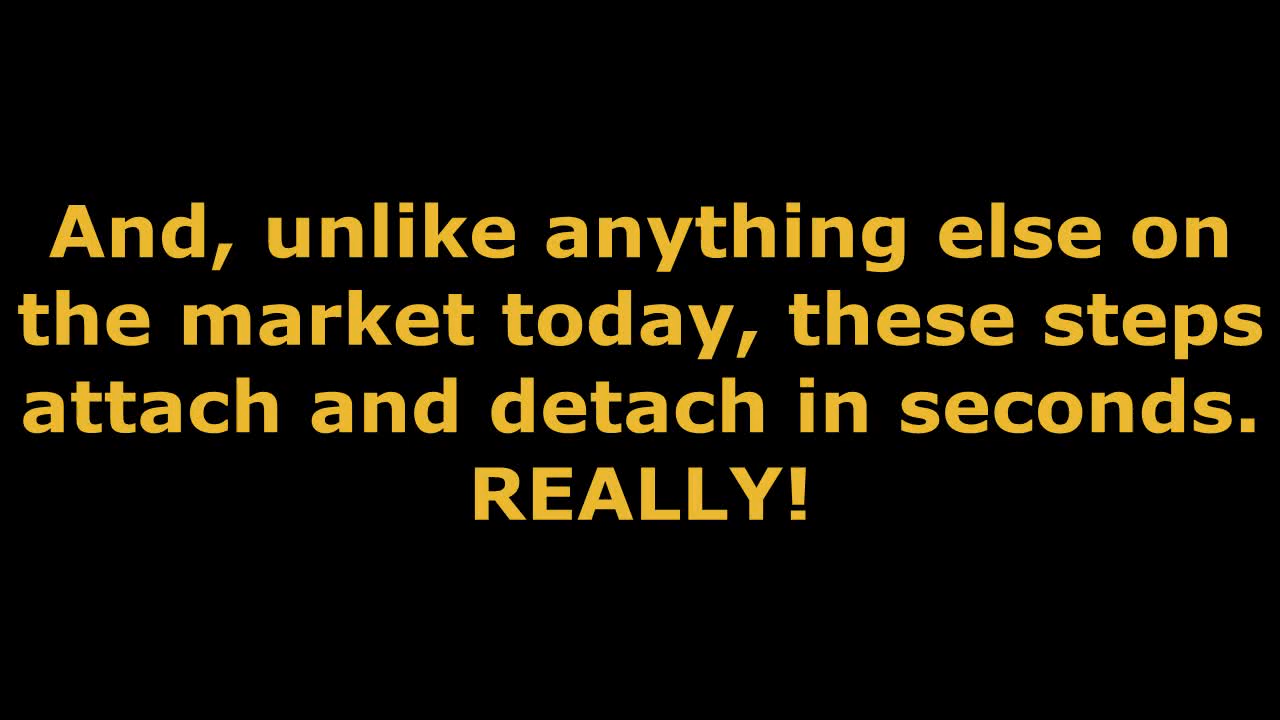 And, unlike anything else on
the market today, these steps
attach and detach in seconds.
REALLY!